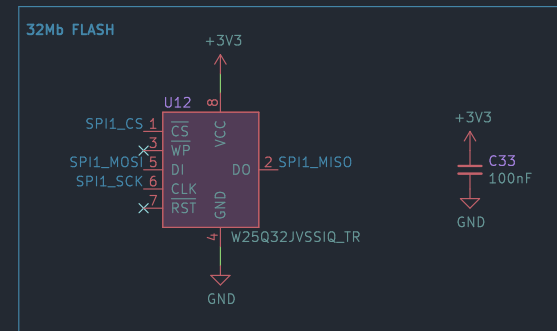 32Mb FLASH
+3V3
U12
8
VCC
SPI1_CS 1 CS
3 WP
SPI1_MOSI 5 DI
DO 2 SPI1_MISO
SPI1_SCK 6 CLK
7 RST
GND
4
W25Q32JVSSIQ_TR
GND
+3V3
C33
100nF
GND